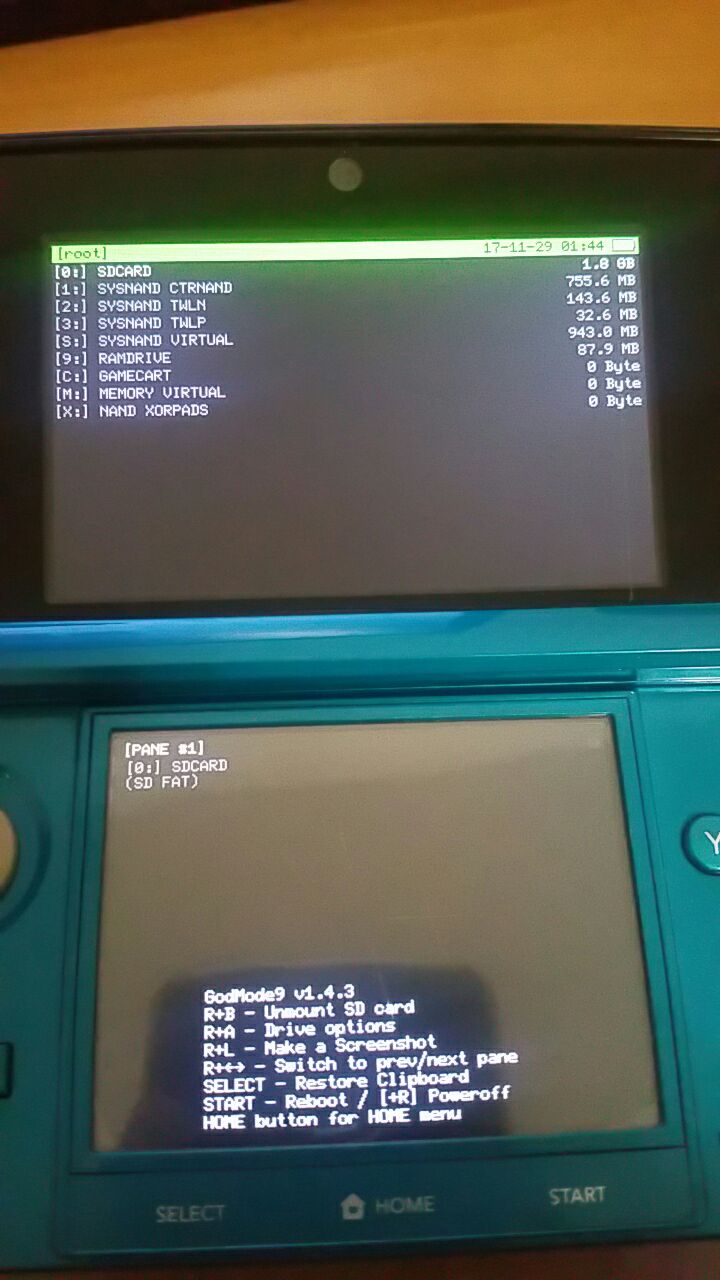 [root] 17-11-29 01:44
[0:] SDCARD 1.8 GB
[1:] SYSNAND CTRNAND 755.6 MB
[2:] SYSNAND TWLN 143.6 MB
[3:] SYSNAND TWLP 32.6 MB
[S:] SYSNAND VIRTUAL 943.0 MB
[9:] RAMDRIVE 87.9 MB
[C:] GAMECART 0 Byte
[M:] MEMORY VIRTUAL 0 Byte
[X:] NAND XORPADS 0 Byte
[PANE #1]
[0:] SDCARD
(SD FAT)
GodMode9 v1.4.3
R+B - Unmount SD card
R+A - Drive options
R+L - Make a Screenshot
R+←→ - Switch to prev/next pane
SELECT - Restore Clipboard
START - Reboot / [+R] Poweroff
HOME button for HOME menu
Y
SELECT HOME START